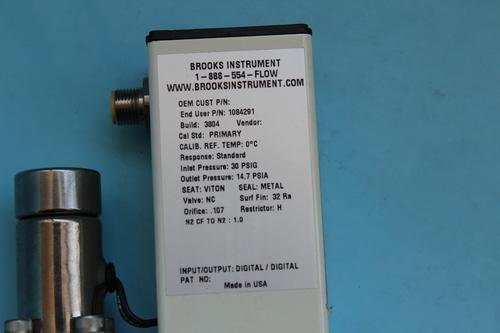 BROOKS INSTRUMENT
1-888-554-FLOW
WWW.BROOKSINSTRUMENT.COM
OEM CUST P/N:
End User P/N: 1084291
Build: 3804 Vendor:
Cal Std: PRIMARY
CALIB. REF. TEMP: 0°C
Response: Standard
Inlet Pressure: 30 PSIG
Outlet Pressure: 14.7 PSIA
SEAT: VITON SEAL: METAL
Valve: NC Surf Fin: 32 Ra
Orifice: .107 Restrictor: H
N2 CF TO N2 : 1.0
INPUT/OUTPUT: DIGITAL / DIGITAL
PAT NO:
Made in USA